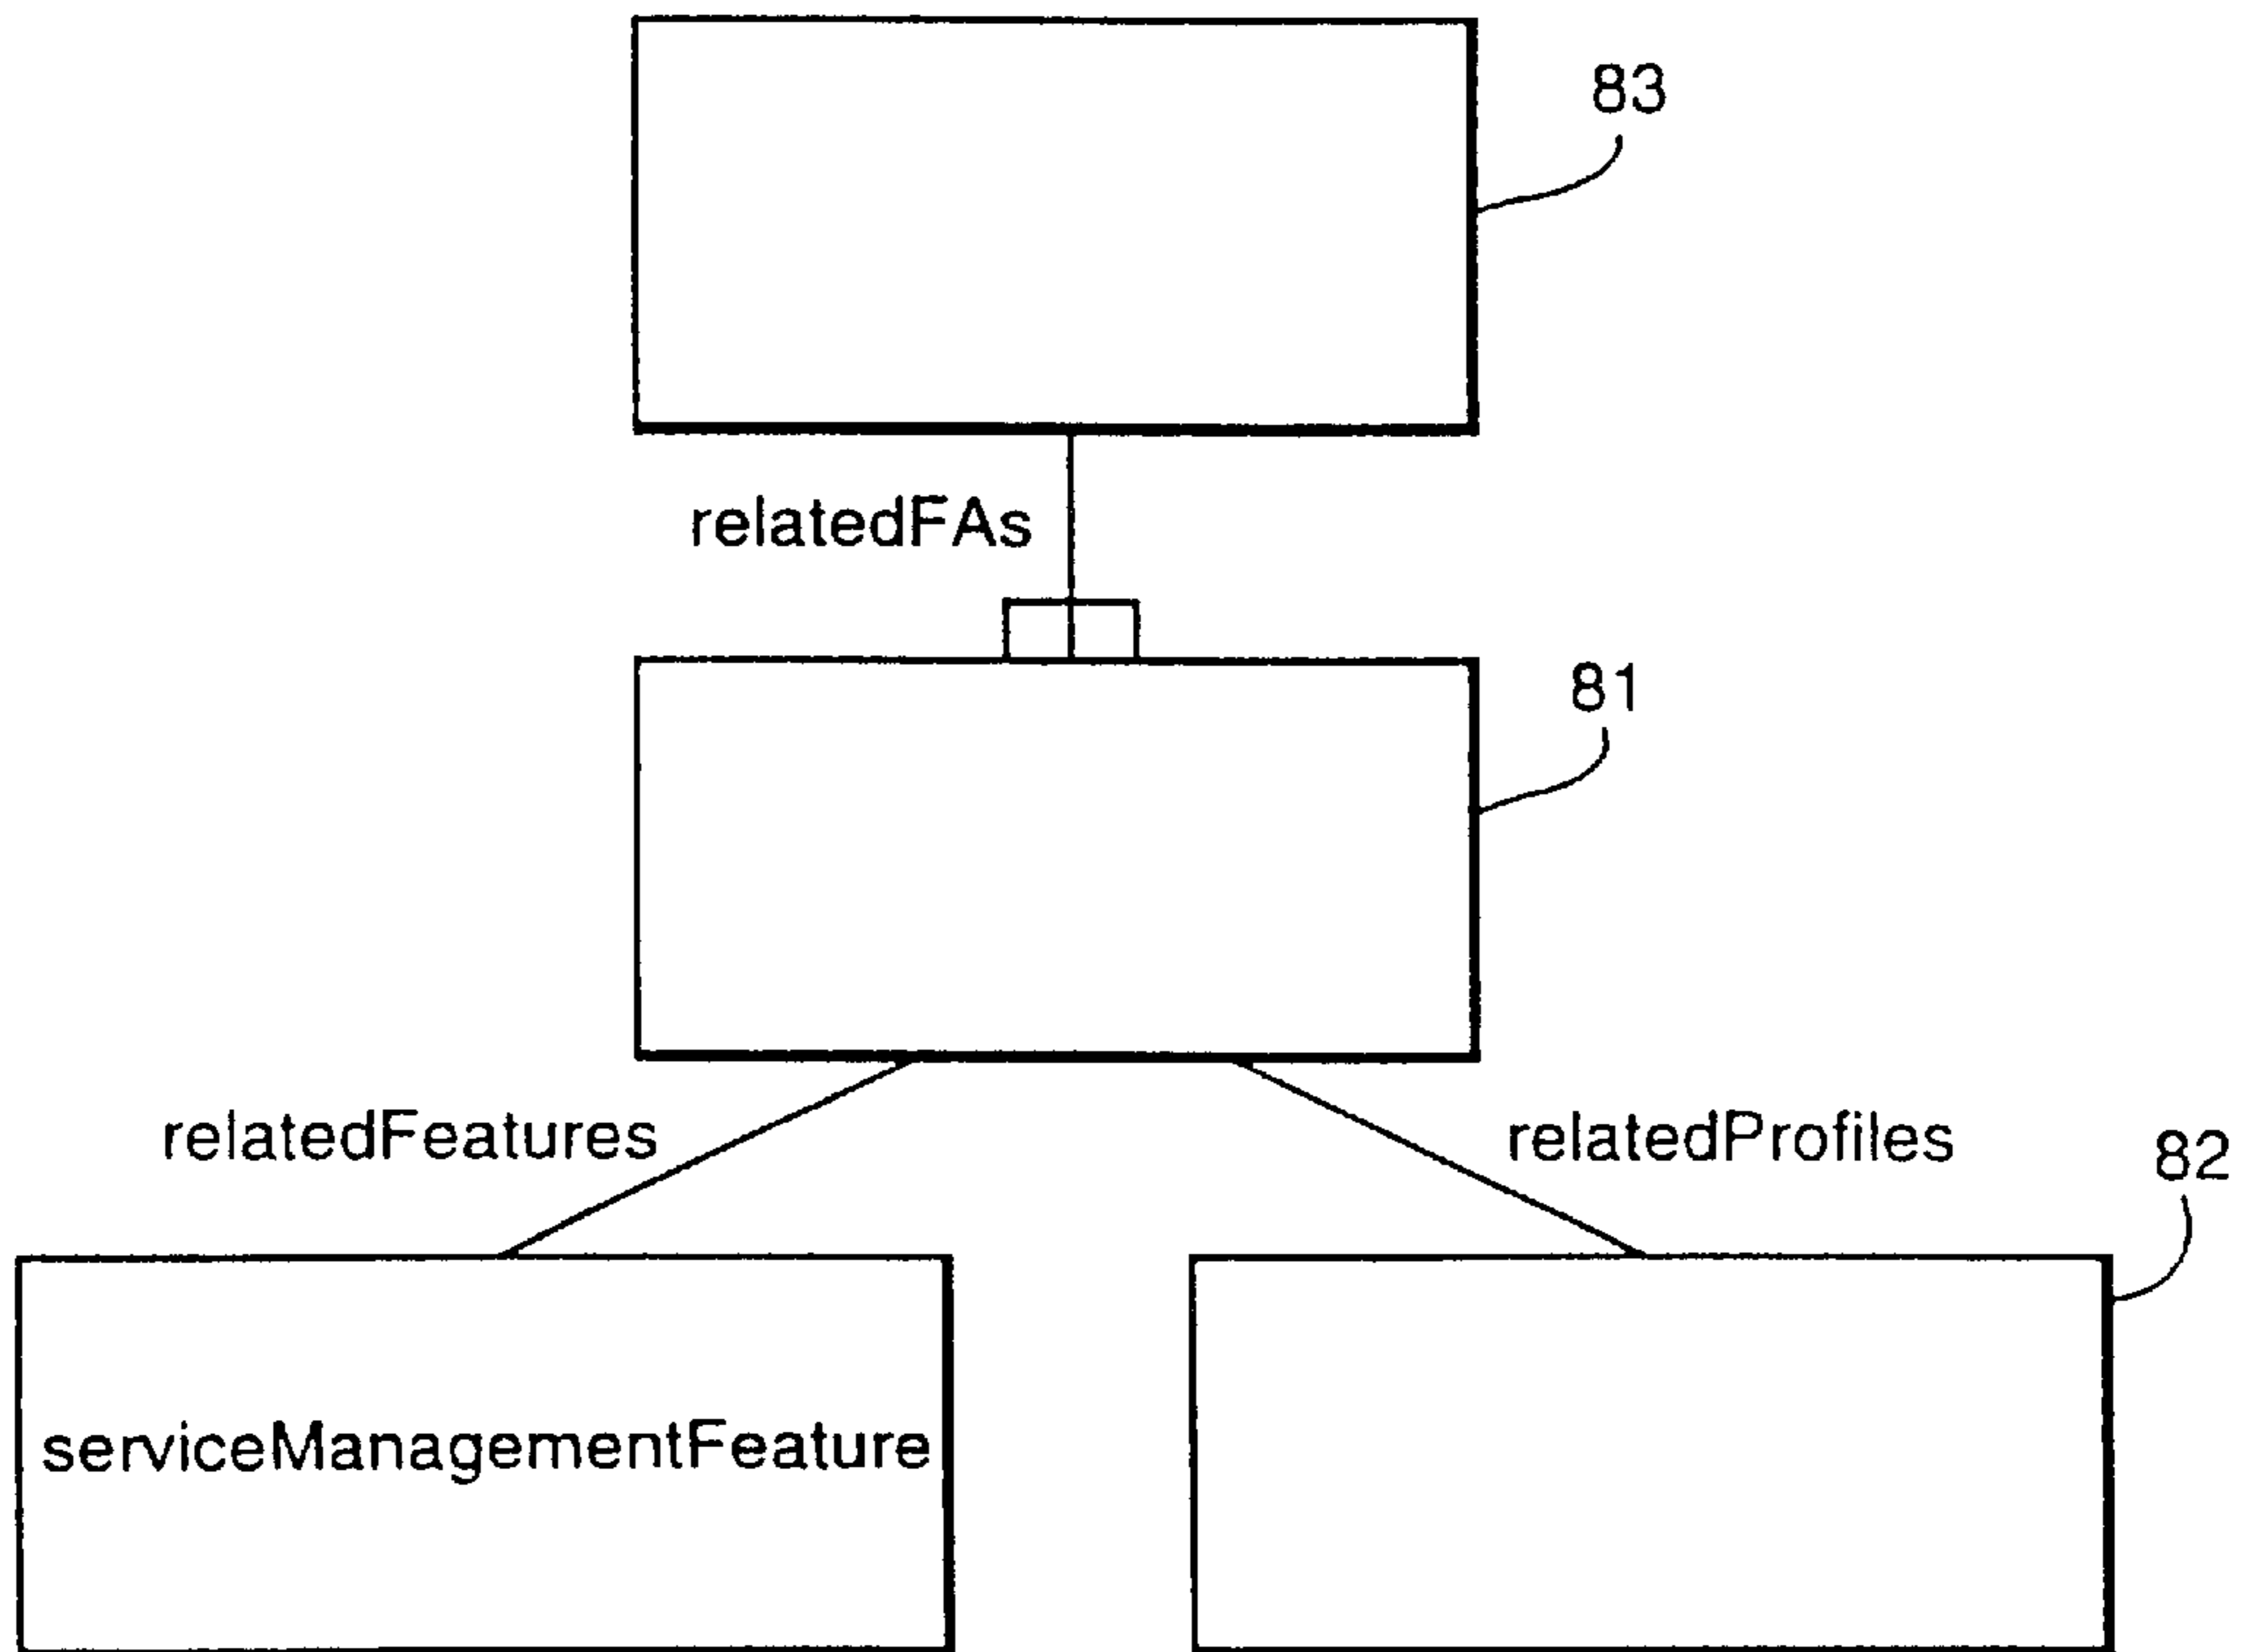 83
relatedFAs
81
relatedFeatures
relatedProfiles
82
serviceManagementFeature